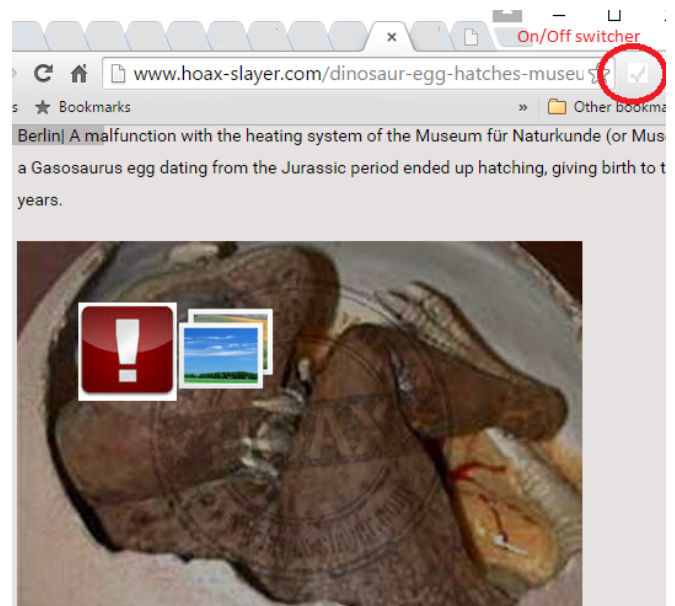 On/Off switcher
www.hoax-slayer.com/dinosaur-egg-hatches-museu
s ★ Bookmarks » Other bookma
Berlin| A malfunction with the heating system of the Museum für Naturkunde (or Mus
a Gasosaurus egg dating from the Jurassic period ended up hatching, giving birth to t
years.
HOAX